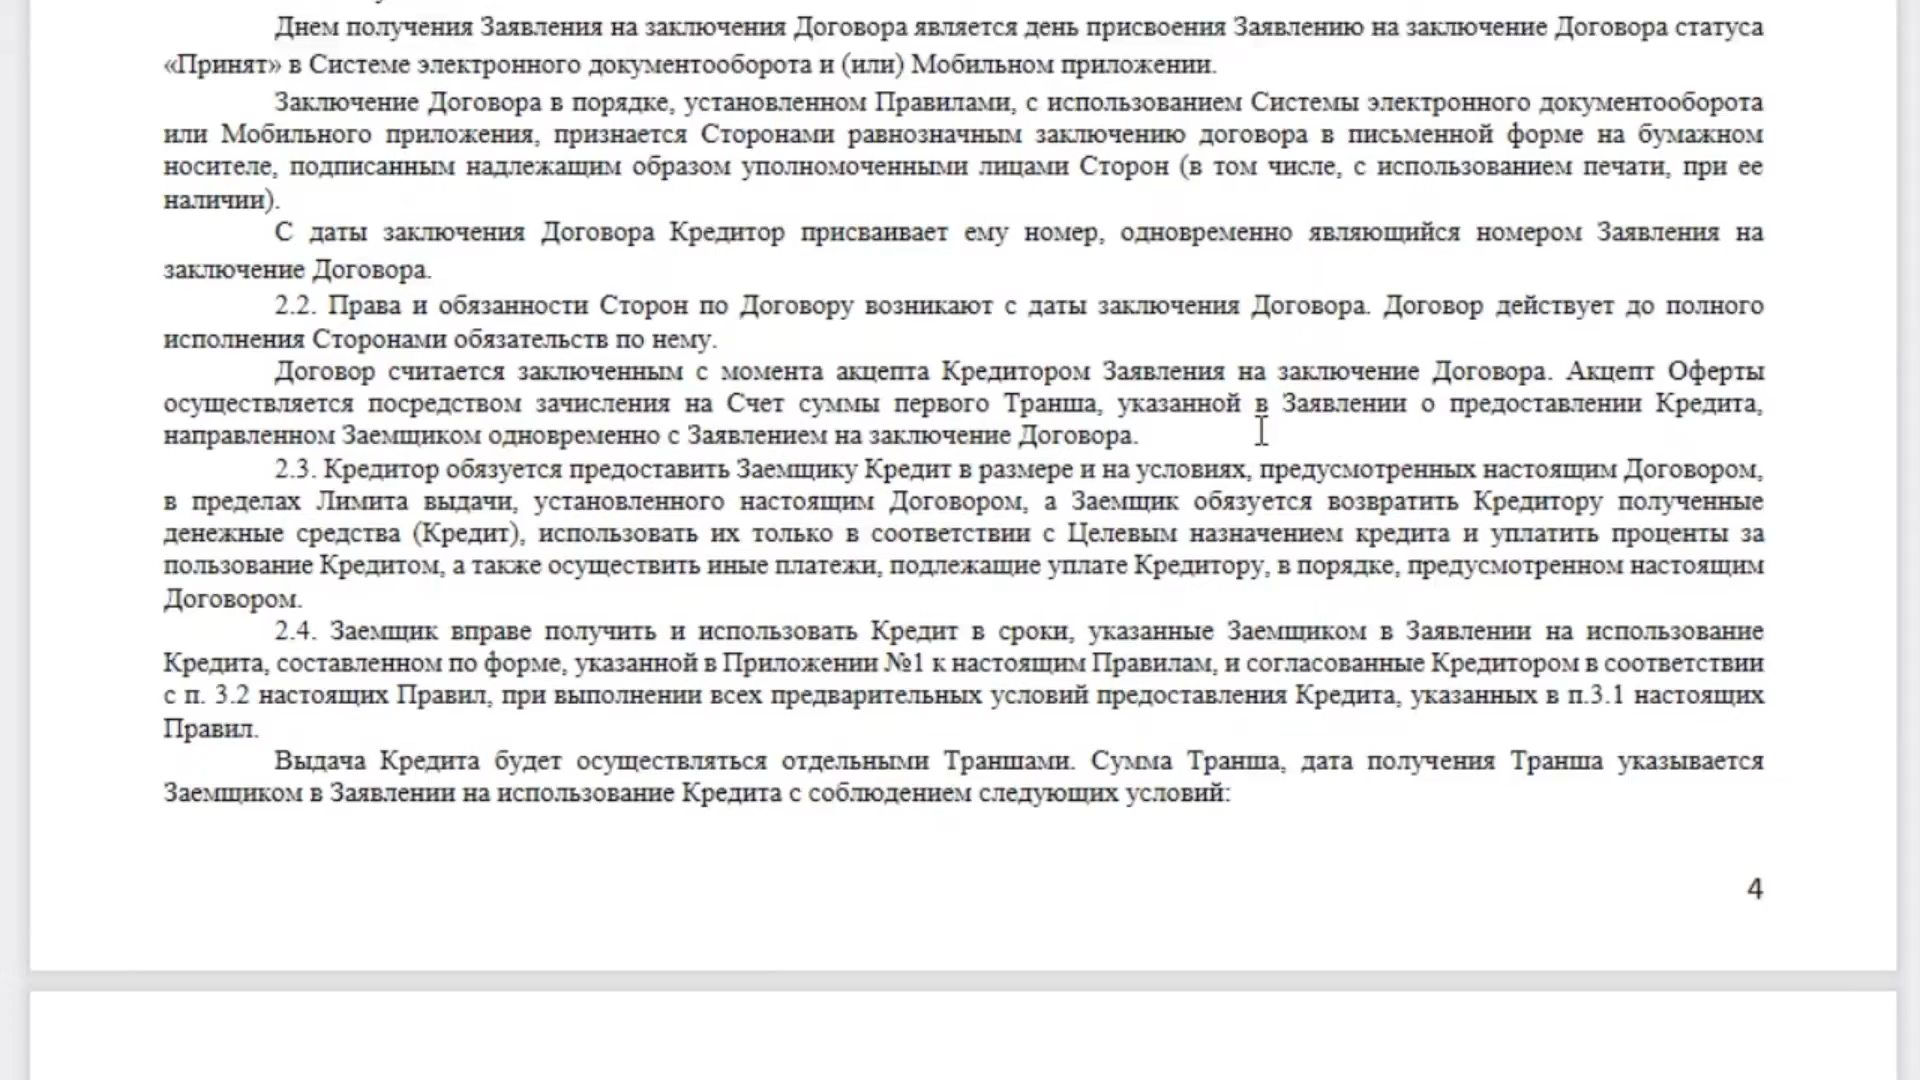 Днем получения Заявления на заключения Договора является день присвоения Заявлению на заключение Договора статуса
«Принят» в Системе электронного документооборота и (или) Мобильном приложении.
Заключение Договора в порядке, установленном Правилами, с использованием Системы электронного документооборота
или Мобильного приложения, признается Сторонами равнозначным заключению договора в письменной форме на бумажном
носителе, подписанным надлежащим образом уполномоченными лицами Сторон (в том числе, с использованием печати, при ее
наличии).
С даты заключения Договора Кредитор присваивает ему номер, одновременно являющийся номером Заявления на
заключение Договора.
2.2. Права и обязанности Сторон по Договору возникают с даты заключения Договора. Договор действует до полного
исполнения Сторонами обязательств по нему.
Договор считается заключенным с момента акцепта Кредитором Заявления на заключение Договора. Акцепт Оферты
осуществляется посредством зачисления на Счет суммы первого Транша, указанной в Заявлении о предоставлении Кредита,
направленном Заемщиком одновременно с Заявлением на заключение Договора.
2.3. Кредитор обязуется предоставить Заемщику Кредит в размере и на условиях, предусмотренных настоящим Договором,
в пределах Лимита выдачи, установленного настоящим Договором, а Заемщик обязуется возвратить Кредитору полученные
денежные средства (Кредит), использовать их только в соответствии с Целевым назначением кредита и уплатить проценты за
пользование Кредитом, а также осуществить иные платежи, подлежащие уплате Кредитору, в порядке, предусмотренном настоящим
Договором.
2.4. Заемщик вправе получить и использовать Кредит в сроки, указанные Заемщиком в Заявлении на использование
Кредита, составленном по форме, указанной в Приложении №1 к настоящим Правилам, и согласованные Кредитором в соответствии
с п. 3.2 настоящих Правил, при выполнении всех предварительных условий предоставления Кредита, указанных в п.3.1 настоящих
Правил.
Выдача Кредита будет осуществляться отдельными Траншами. Сумма Транша, дата получения Транша указывается
Заемщиком в Заявлении на использование Кредита с соблюдением следующих условий:
4